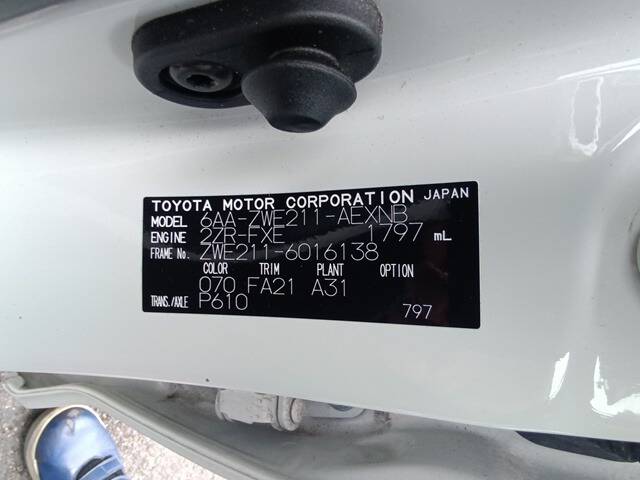 TOYOTA MOTOR CORPORATION JAPAN
MODEL 6AA-ZWE211-AEXNB
ENGINE 2ZR-FXE 1797 mL
FRAME No. ZWE211-6016138
COLOR TRIM PLANT OPTION
070 FA21 A31
TRANS./AXLE P610
797